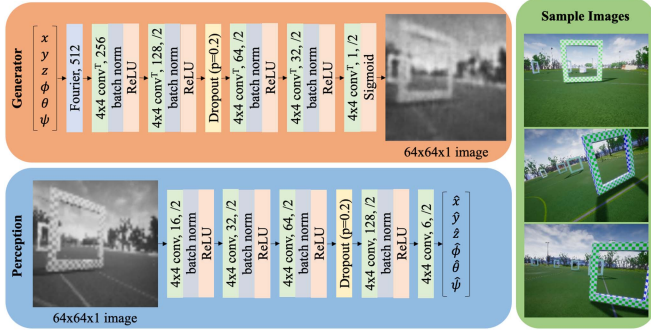 Generator
x
y
z
ϕ
θ
ψ
Fourier, 512
4x4 convᵀ, 256
batch norm
ReLU
4x4 convᵀ, 128, /2
batch norm
ReLU
Dropout (p=0.2)
4x4 convᵀ, 64, /2
batch norm
ReLU
4x4 convᵀ, 32, /2
batch norm
ReLU
4x4 convᵀ, 1, /2
Sigmoid
64x64x1 image
Perception
64x64x1 image
4x4 conv, 16, /2
batch norm
ReLU
4x4 conv, 32, /2
batch norm
ReLU
4x4 conv, 64, /2
batch norm
ReLU
Dropout (p=0.2)
4x4 conv, 128, /2
batch norm
ReLU
4x4 conv, 6, /2
x̂
ŷ
ẑ
ϕ̂
θ̂
ψ̂
Sample Images